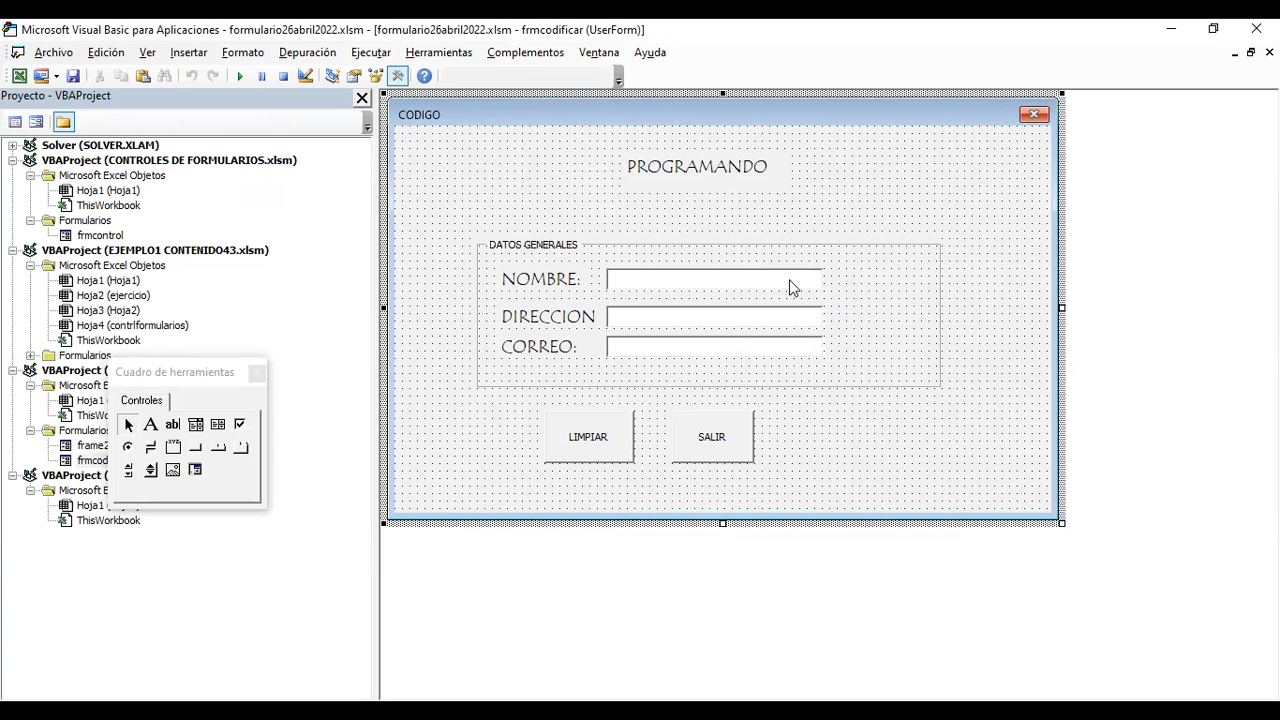 Microsoft Visual Basic para Aplicaciones - formulario26abril2022.xlsm - [formulario26abril2022.xlsm - frmcodificar (UserForm)]
Archivo Edición Ver Insertar Formato Depuración Ejecutar Herramientas Complementos Ventana Ayuda
Proyecto - VBAProject
Solver (SOLVER.XLAM)
VBAProject (CONTROLES DE FORMULARIOS.xlsm)
Microsoft Excel Objetos
Hoja1 (Hoja1)
ThisWorkbook
Formularios
frmcontrol
VBAProject (EJEMPLO1 CONTENIDO43.xlsm)
Microsoft Excel Objetos
Hoja1 (Hoja1)
Hoja2 (ejercicio)
Hoja3 (Hoja2)
Hoja4 (contrlformularios)
ThisWorkbook
Formularios
VBAProject (
Microsoft E
Hoja1
ThisWo
Formularios
frame2
frmcod
VBAProject (
Microsoft E
Hoja1
ThisWorkbook
Cuadro de herramientas
Controles
A abl
CODIGO
PROGRAMANDO
DATOS GENERALES
NOMBRE:
DIRECCION
CORREO:
LIMPIAR SALIR